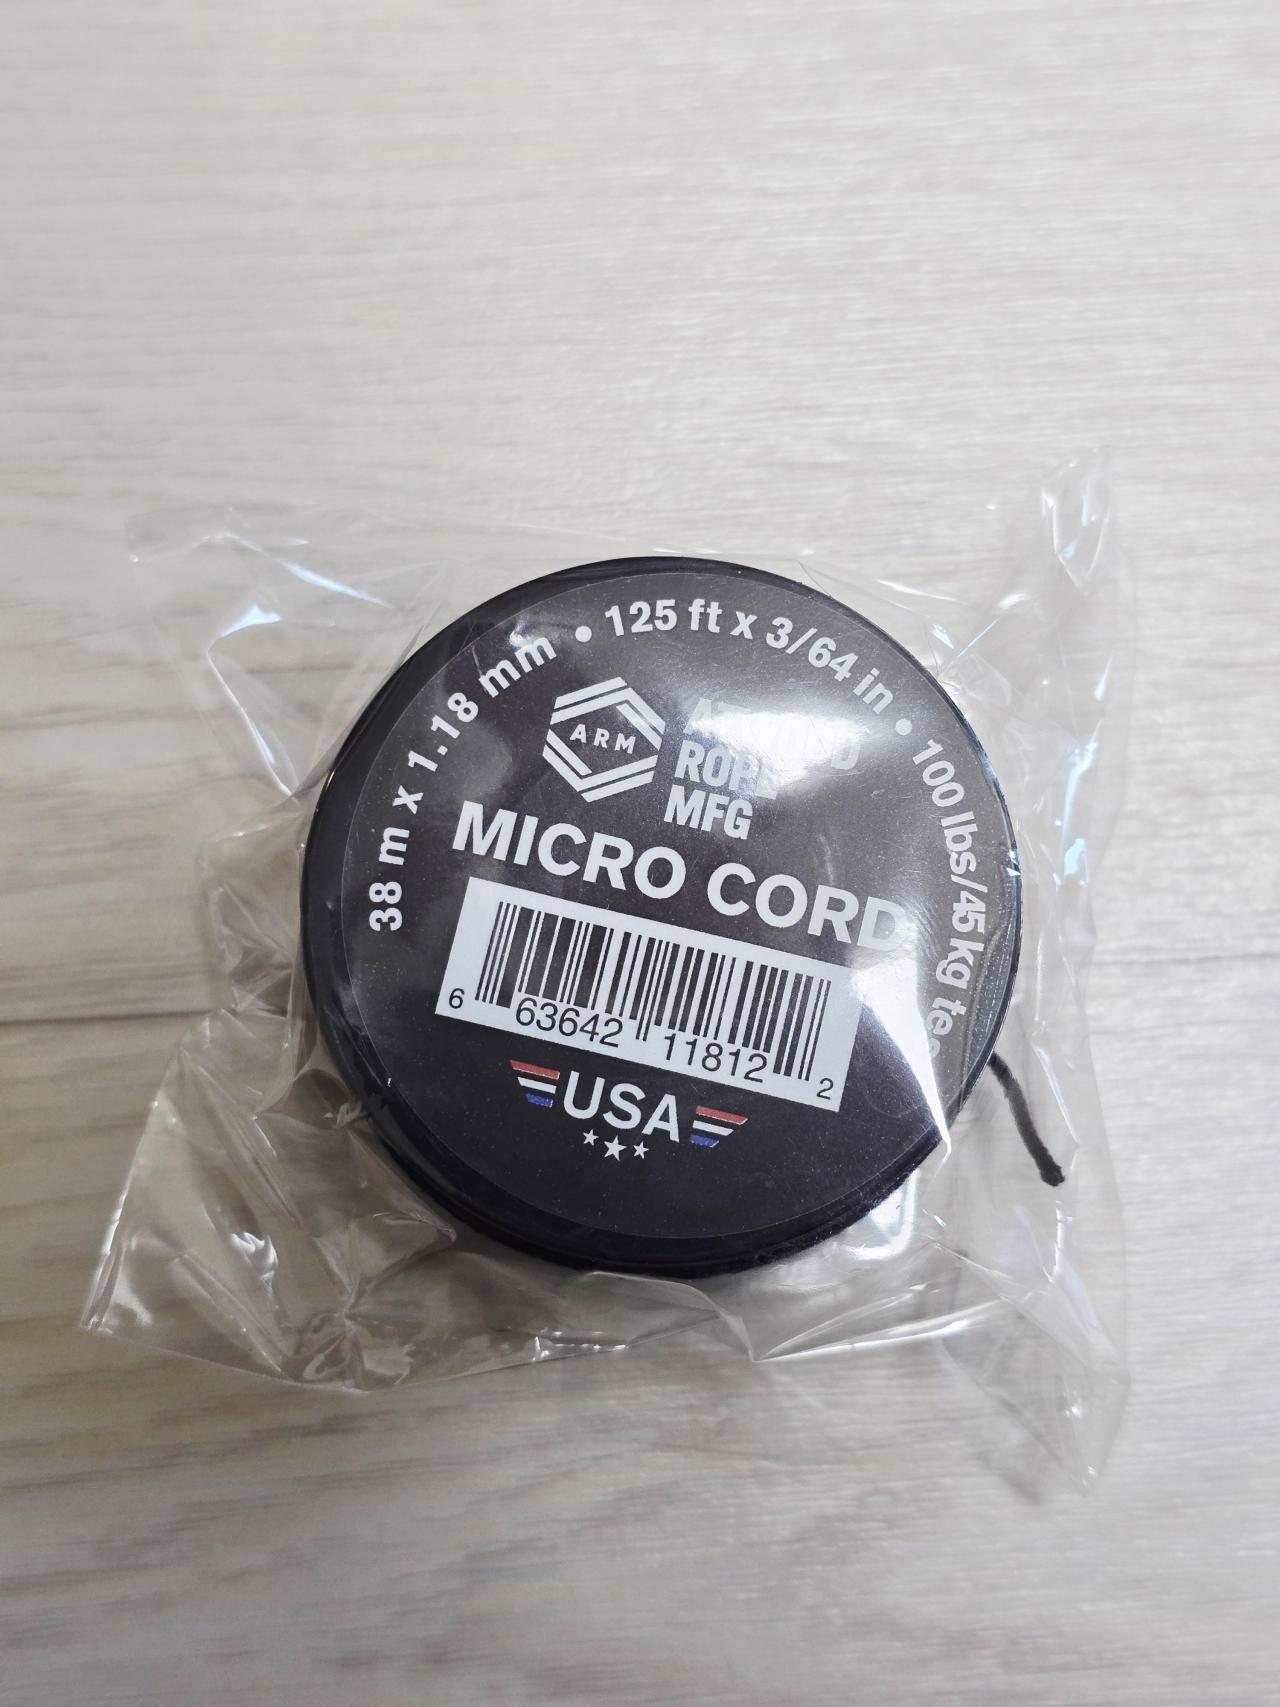 38 m x 1.18 mm • 125 ft x 3/64 in • 100 lbs/45 kg
ARM
ATWOOD
ROPE
MFG
MICRO CORD
6 63642 11812 2
USA